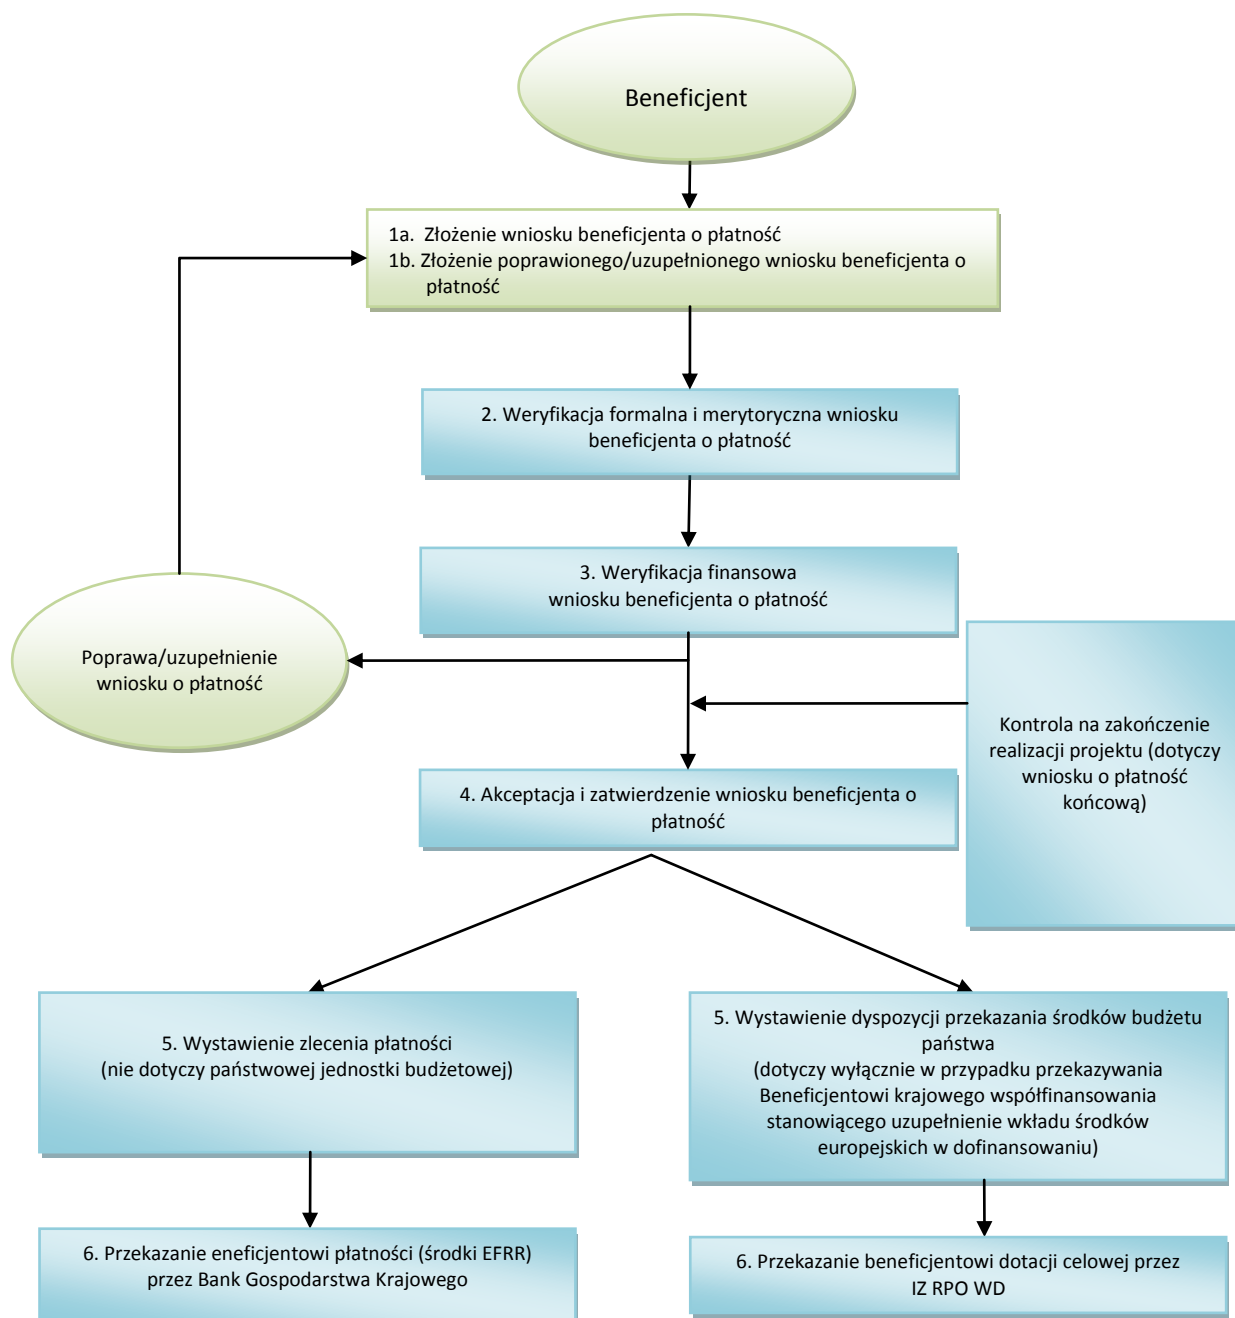 Beneficjent
1a. Złożenie wniosku beneficjenta o płatność
1b. Złożenie poprawionego/uzupełnionego wniosku beneficjenta o
płatność
2. Weryfikacja formalna i merytoryczna wniosku
beneficjenta o płatność
3. Weryfikacja finansowa
wniosku beneficjenta o płatność
Poprawa/uzupełnienie
wniosku o płatność
Kontrola na zakończenie
realizacji projektu (dotyczy
wniosku o płatność
końcową)
4. Akceptacja i zatwierdzenie wniosku beneficjenta o
płatność
5. Wystawienie zlecenia płatności
(nie dotyczy państwowej jednostki budżetowej)
5. Wystawienie dyspozycji przekazania środków budżetu
państwa
(dotyczy wyłącznie w przypadku przekazywania
Beneficjentowi krajowego współfinansowania
stanowiącego uzupełnienie wkładu środków
europejskich w dofinansowaniu)
6. Przekazanie eneficjentowi płatności (środki EFRR)
przez Bank Gospodarstwa Krajowego
6. Przekazanie beneficjentowi dotacji celowej przez
IZ RPO WD